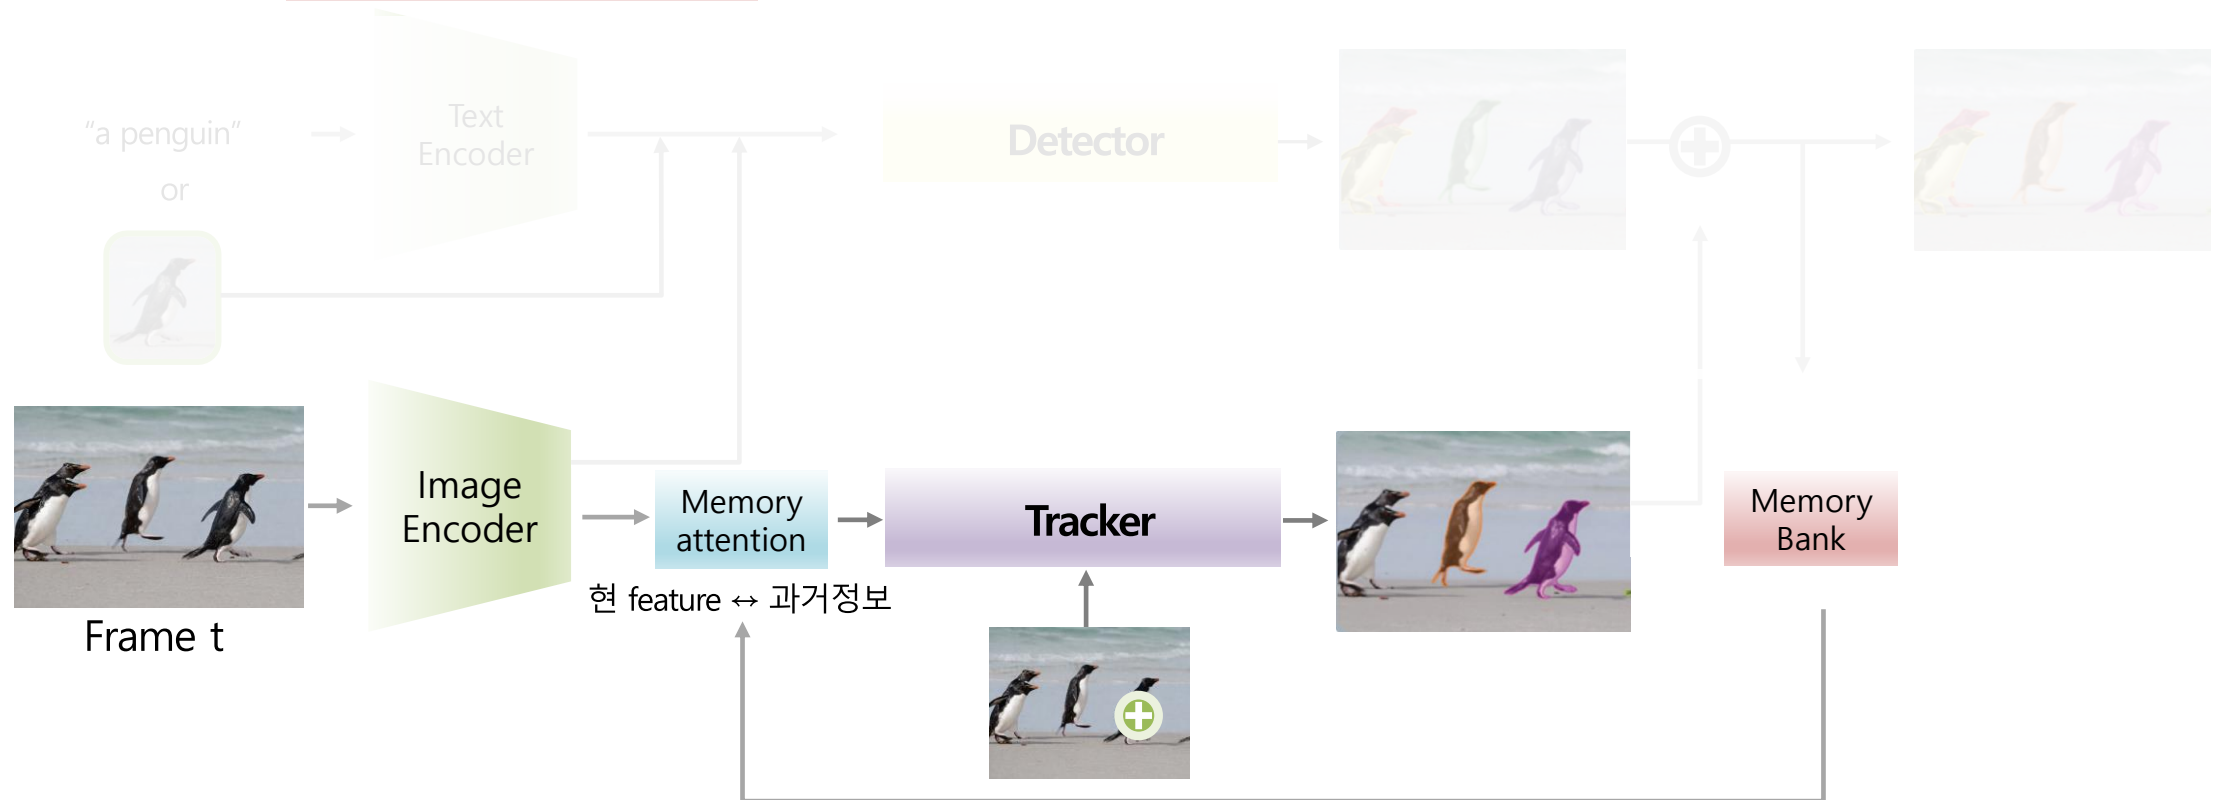 “a penguin”
or
Text
Encoder
Detector
Image
Encoder
Memory
attention
Tracker
Memory
Bank
현 feature ↔ 과거정보
Frame t